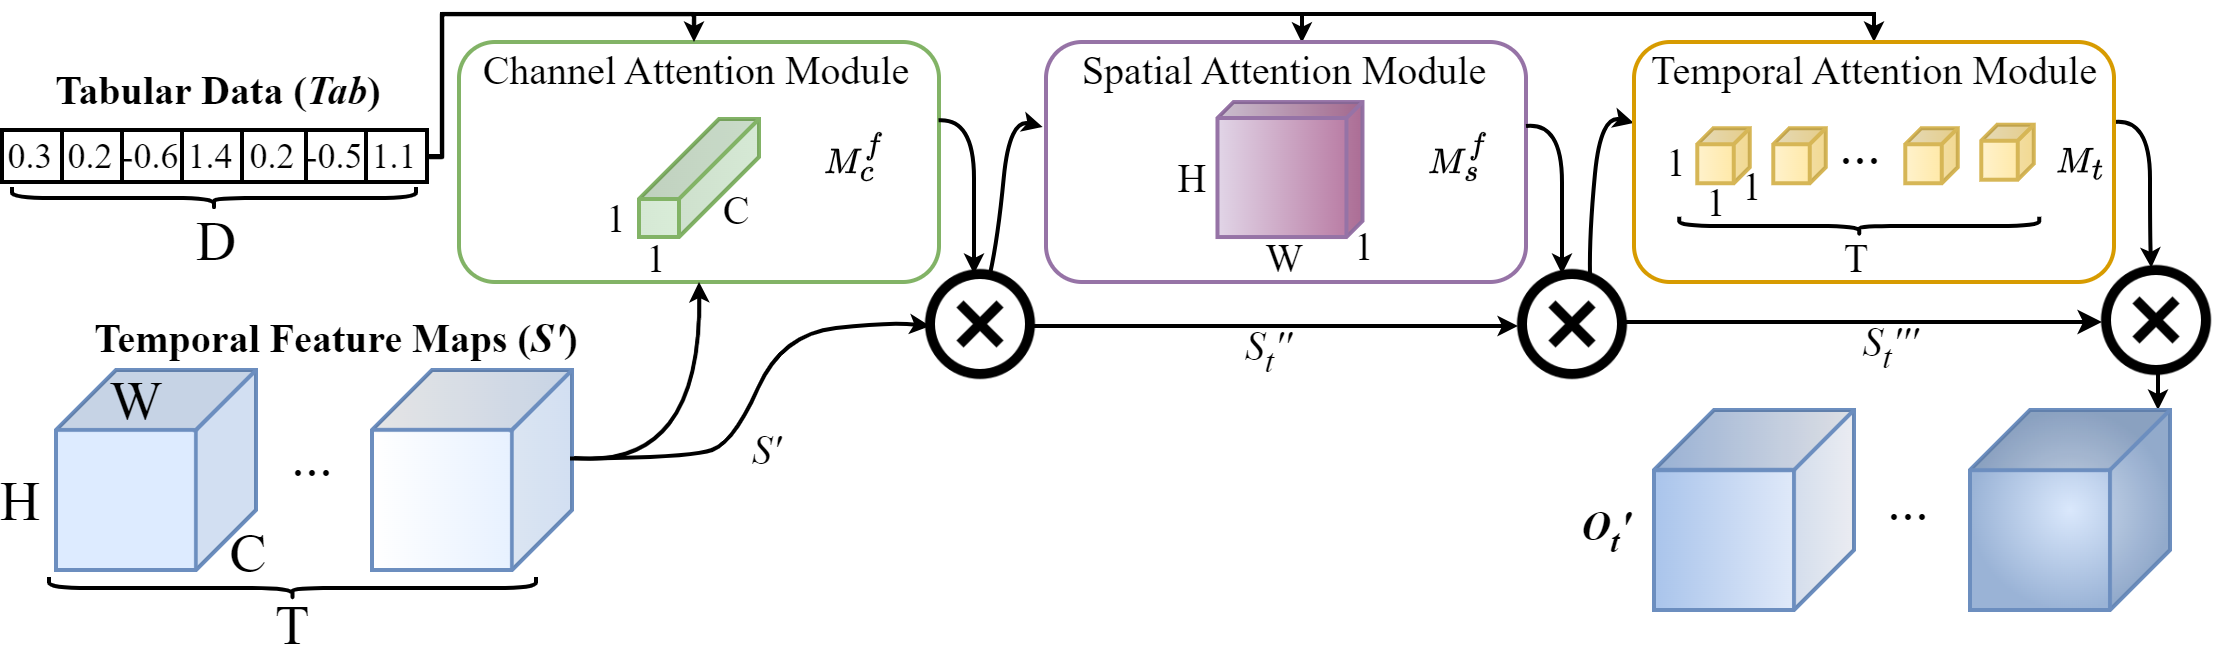 Tabular Data (Tab)
0.3 0.2 -0.6 1.4 0.2 -0.5 1.1
D
Channel Attention Module
1
1
C
M_c^f
Spatial Attention Module
H
W
1
M_s^f
Temporal Attention Module
1
1
1
...
T
M_t
Temporal Feature Maps (S')
W
H
C
...
T
S'
S_t''
S_t'''
O_t'
...